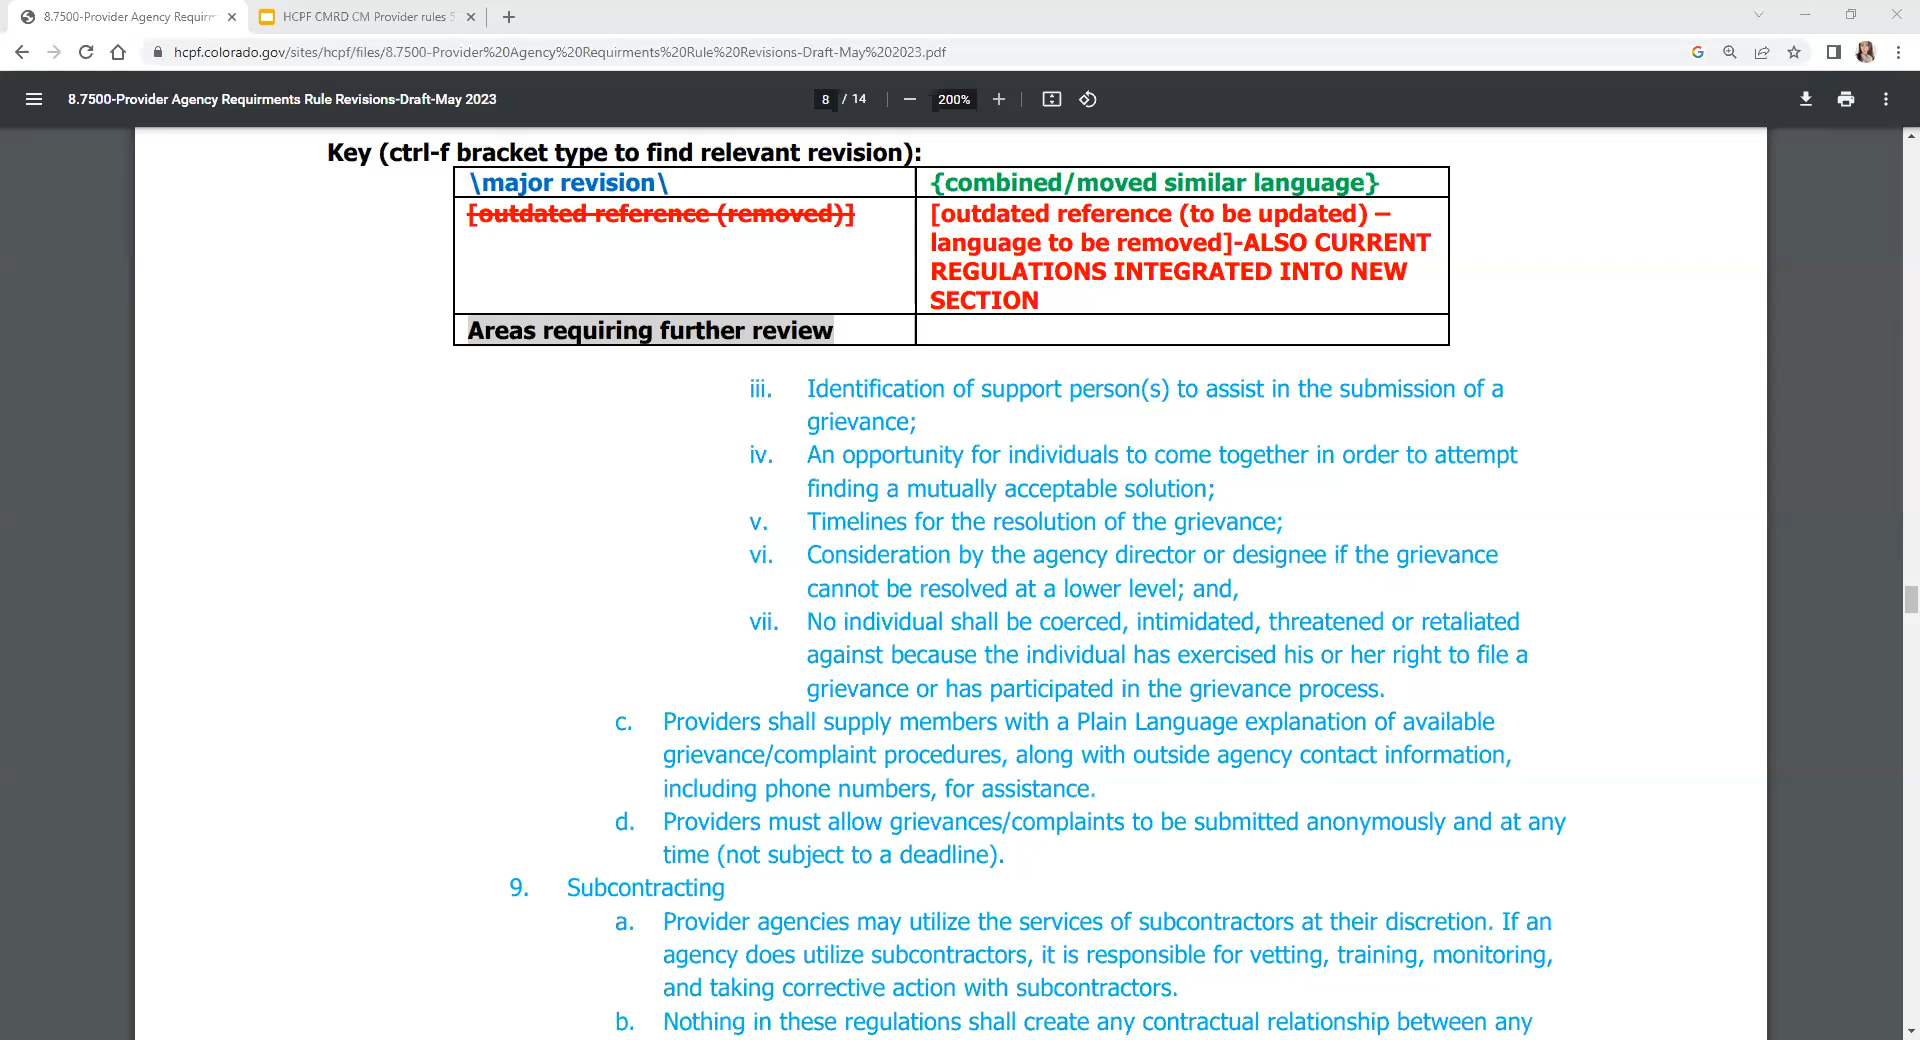 8.7500-Provider Agency Requirm
HCPF CMRD CM Provider rules 5
hcpf.colorado.gov/sites/hcpf/files/8.7500-Provider%20Agency%20Requirments%20Rule%20Revisions-Draft-May%202023.pdf
8.7500-Provider Agency Requirments Rule Revisions-Draft-May 2023
8 / 14
200%
Key (ctrl-f bracket type to find relevant revision):
\major revision\
{combined/moved similar language}
[outdated reference (removed)]
[outdated reference (to be updated) –
language to be removed]-ALSO CURRENT
REGULATIONS INTEGRATED INTO NEW
SECTION
Areas requiring further review
iii. Identification of support person(s) to assist in the submission of a
grievance;
iv. An opportunity for individuals to come together in order to attempt
finding a mutually acceptable solution;
v. Timelines for the resolution of the grievance;
vi. Consideration by the agency director or designee if the grievance
cannot be resolved at a lower level; and,
vii. No individual shall be coerced, intimidated, threatened or retaliated
against because the individual has exercised his or her right to file a
grievance or has participated in the grievance process.
c. Providers shall supply members with a Plain Language explanation of available
grievance/complaint procedures, along with outside agency contact information,
including phone numbers, for assistance.
d. Providers must allow grievances/complaints to be submitted anonymously and at any
time (not subject to a deadline).
9. Subcontracting
a. Provider agencies may utilize the services of subcontractors at their discretion. If an
agency does utilize subcontractors, it is responsible for vetting, training, monitoring,
and taking corrective action with subcontractors.
b. Nothing in these regulations shall create any contractual relationship between any